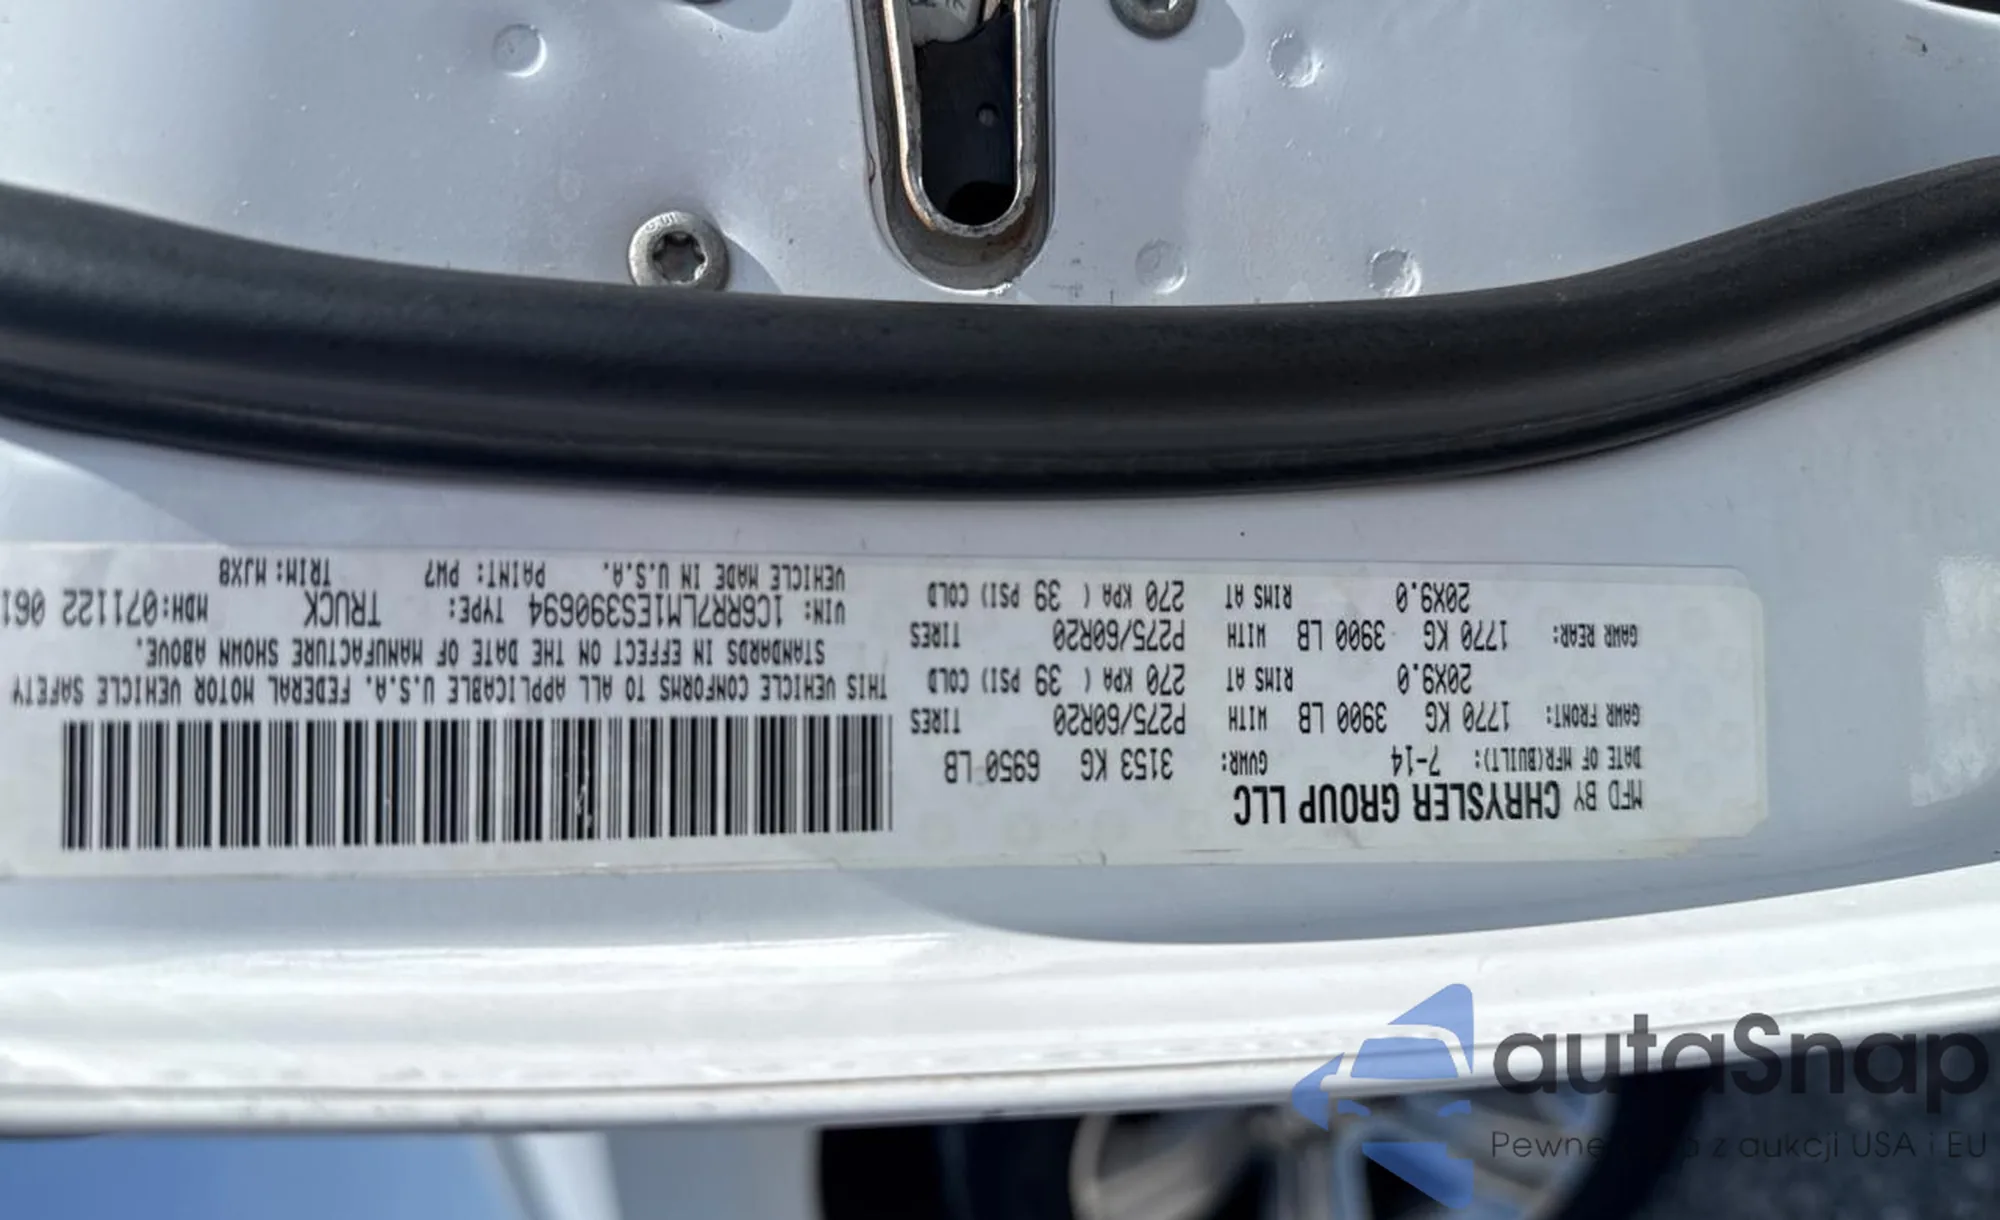 MFD BY CHRYSLER GROUP LLC
DATE OF MFR(BUILT): 7-14 GVWR: 3153 KG 6950 LB
GAWR FRONT: 1770 KG 3900 LB WITH P275/60R20 TIRES
20X9.0 RIMS AT 270 KPA ( 39 PSI) COLD
GAWR REAR: 1770 KG 3900 LB WITH P275/60R20 TIRES
20X9.0 RIMS AT 270 KPA ( 39 PSI) COLD
THIS VEHICLE CONFORMS TO ALL APPLICABLE U.S.A. FEDERAL MOTOR VEHICLE SAFETY
STANDARDS IN EFFECT ON THE DATE OF MANUFACTURE SHOWN ABOVE.
VIN: 1C6RR7LM1ES390694 TYPE: TRUCK MDH:071122 061
VEHICLE MADE IN U.S.A. PAINT: PW7 TRIM: MJX8
autaSnap
z aukcji USA i EU